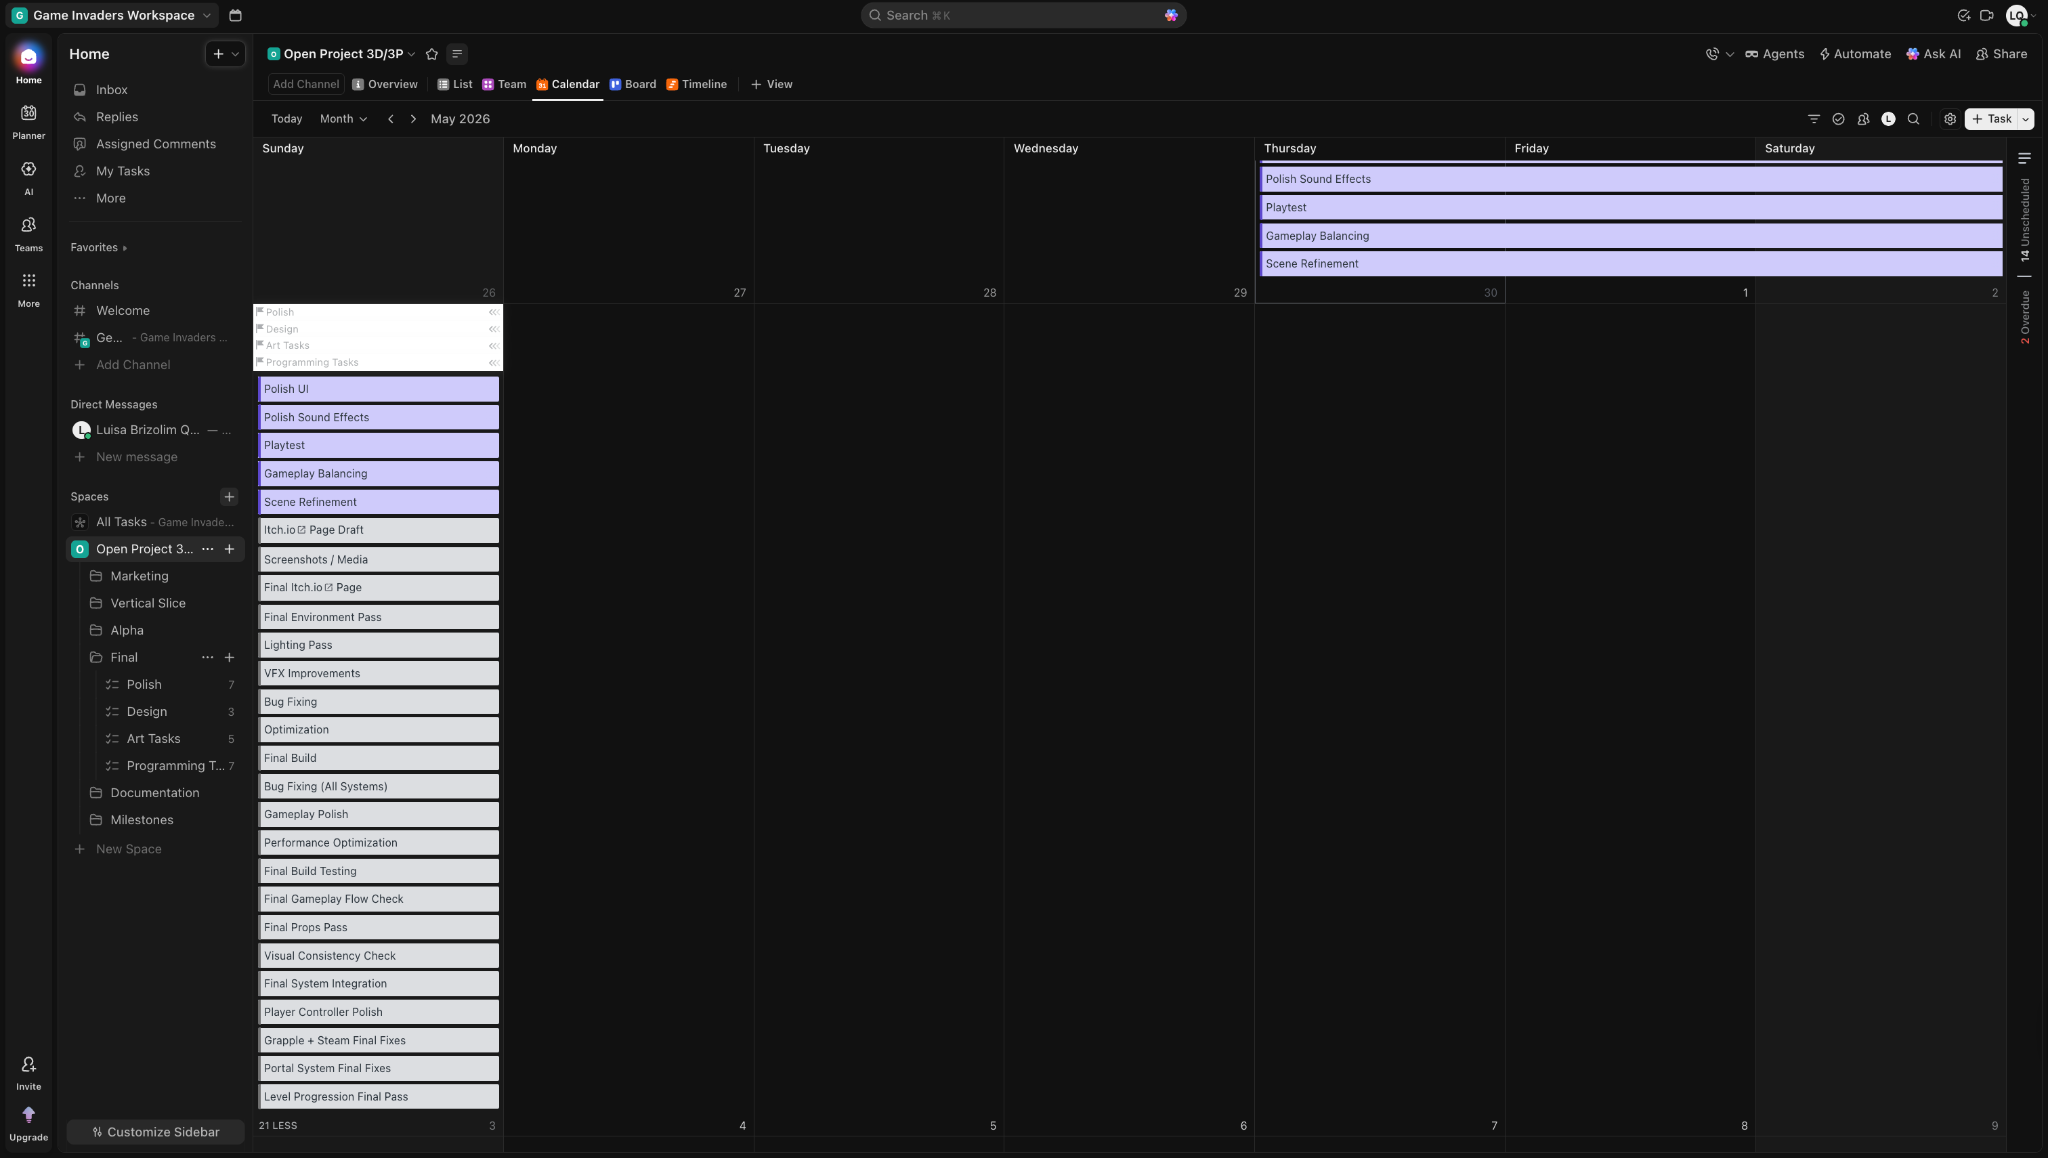 G Game Invaders Workspace
Search ⌘K
LQ
Home
Planner
AI
Teams
More
Invite
Upgrade
Home
Inbox
Replies
Assigned Comments
My Tasks
More
Favorites
Channels
Welcome
Ge... - Game Invaders ...
Add Channel
Direct Messages
L Luisa Brizolim Q... — ...
New message
Spaces
All Tasks - Game Invade...
O Open Project 3...
Marketing
Vertical Slice
Alpha
Final
Polish 7
Design 3
Art Tasks 5
Programming T... 7
Documentation
Milestones
New Space
Customize Sidebar
Open Project 3D/3P
Agents
Automate
Ask AI
Share
Add Channel
Overview
List
Team
Calendar
Board
Timeline
+ View
Today
Month
May 2026
L
+ Task
Sunday
Monday
Tuesday
Wednesday
Thursday
Friday
Saturday
Polish Sound Effects
Playtest
Gameplay Balancing
Scene Refinement
26
27
28
29
30
1
2
Polish
Design
Art Tasks
Programming Tasks
Polish UI
Polish Sound Effects
Playtest
Gameplay Balancing
Scene Refinement
Itch.io Page Draft
Screenshots / Media
Final Itch.io Page
Final Environment Pass
Lighting Pass
VFX Improvements
Bug Fixing
Optimization
Final Build
Bug Fixing (All Systems)
Gameplay Polish
Performance Optimization
Final Build Testing
Final Gameplay Flow Check
Final Props Pass
Visual Consistency Check
Final System Integration
Player Controller Polish
Grapple + Steam Final Fixes
Portal System Final Fixes
Level Progression Final Pass
21 LESS
3
4
5
6
7
8
9
14 Unscheduled
2 Overdue